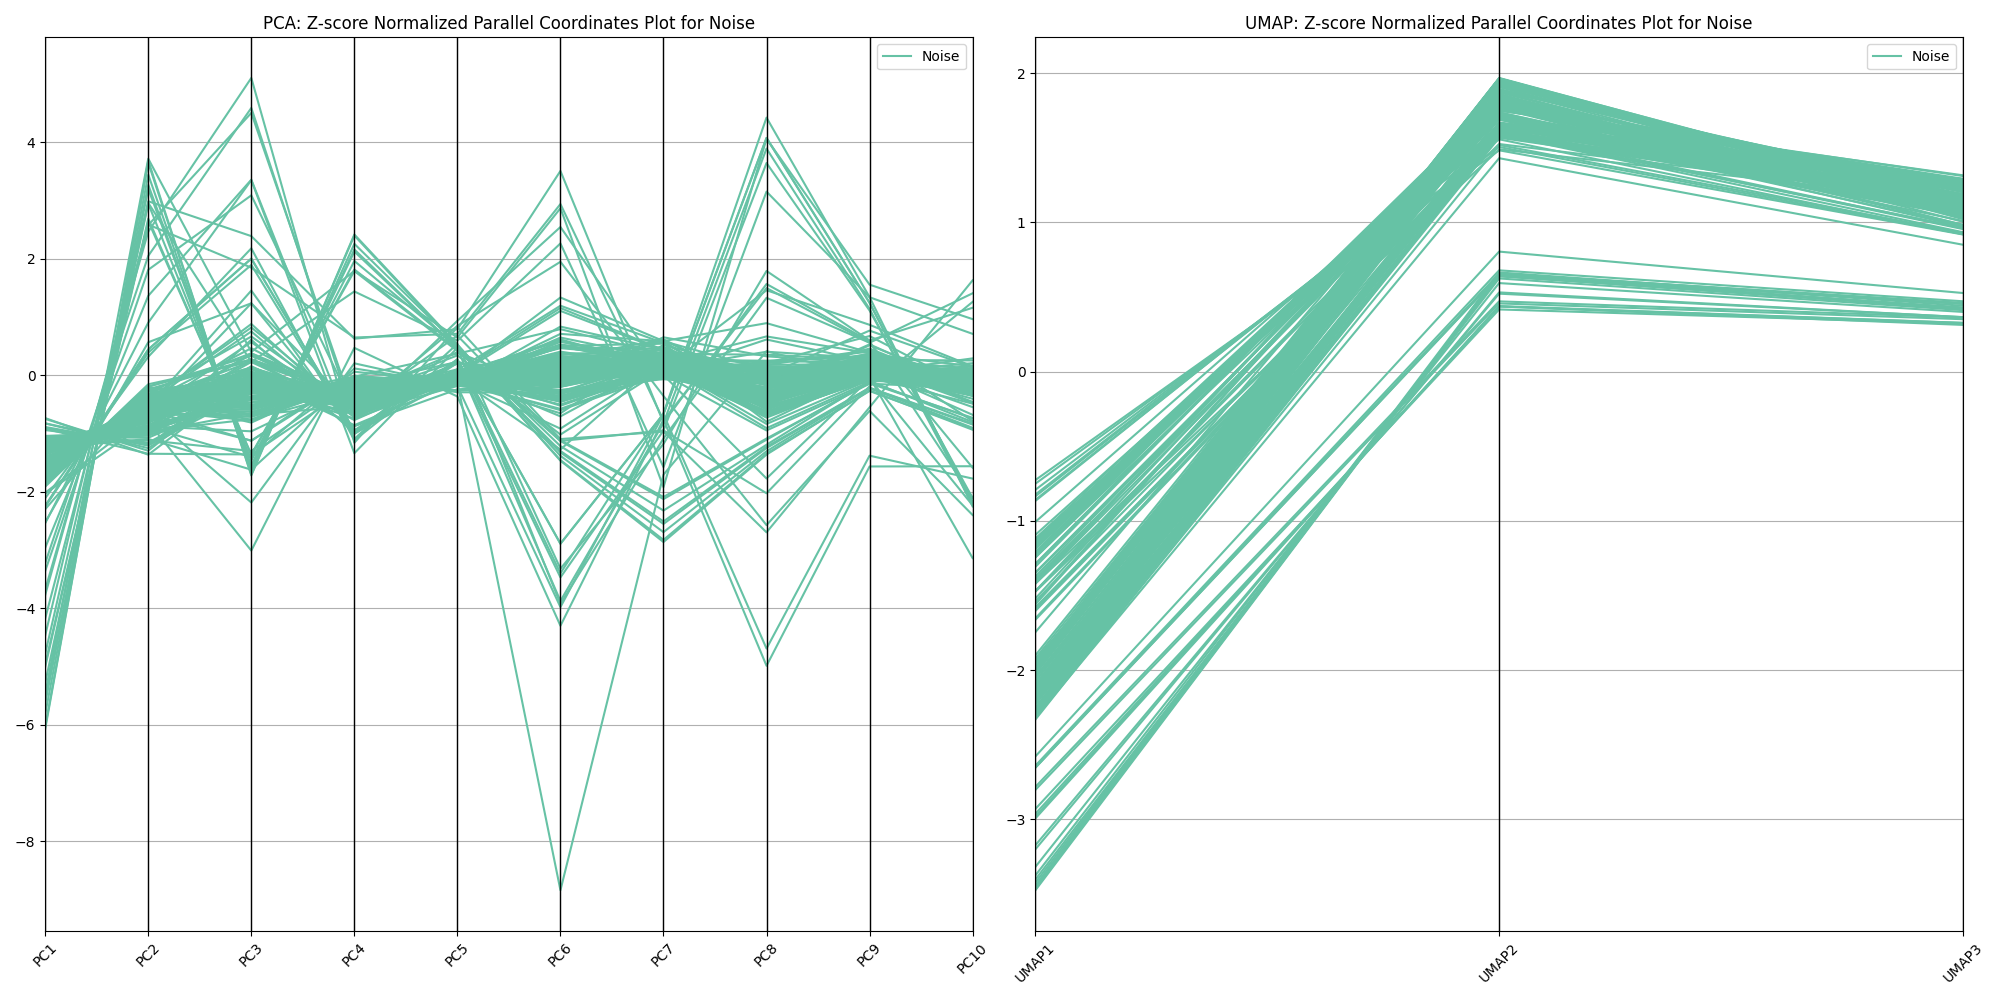 PCA: Z-score Normalized Parallel Coordinates Plot for Noise
Noise
4
2
0
−2
−4
−6
−8
PC1 PC2 PC3 PC4 PC5 PC6 PC7 PC8 PC9 PC10
UMAP: Z-score Normalized Parallel Coordinates Plot for Noise
Noise
2
1
0
−1
−2
−3
UMAP1 UMAP2 UMAP3